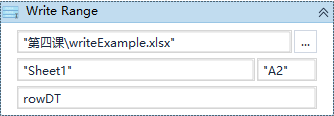 Write Range
"第四课\writeExample.xlsx" ...
"Sheet1" "A2"
rowDT